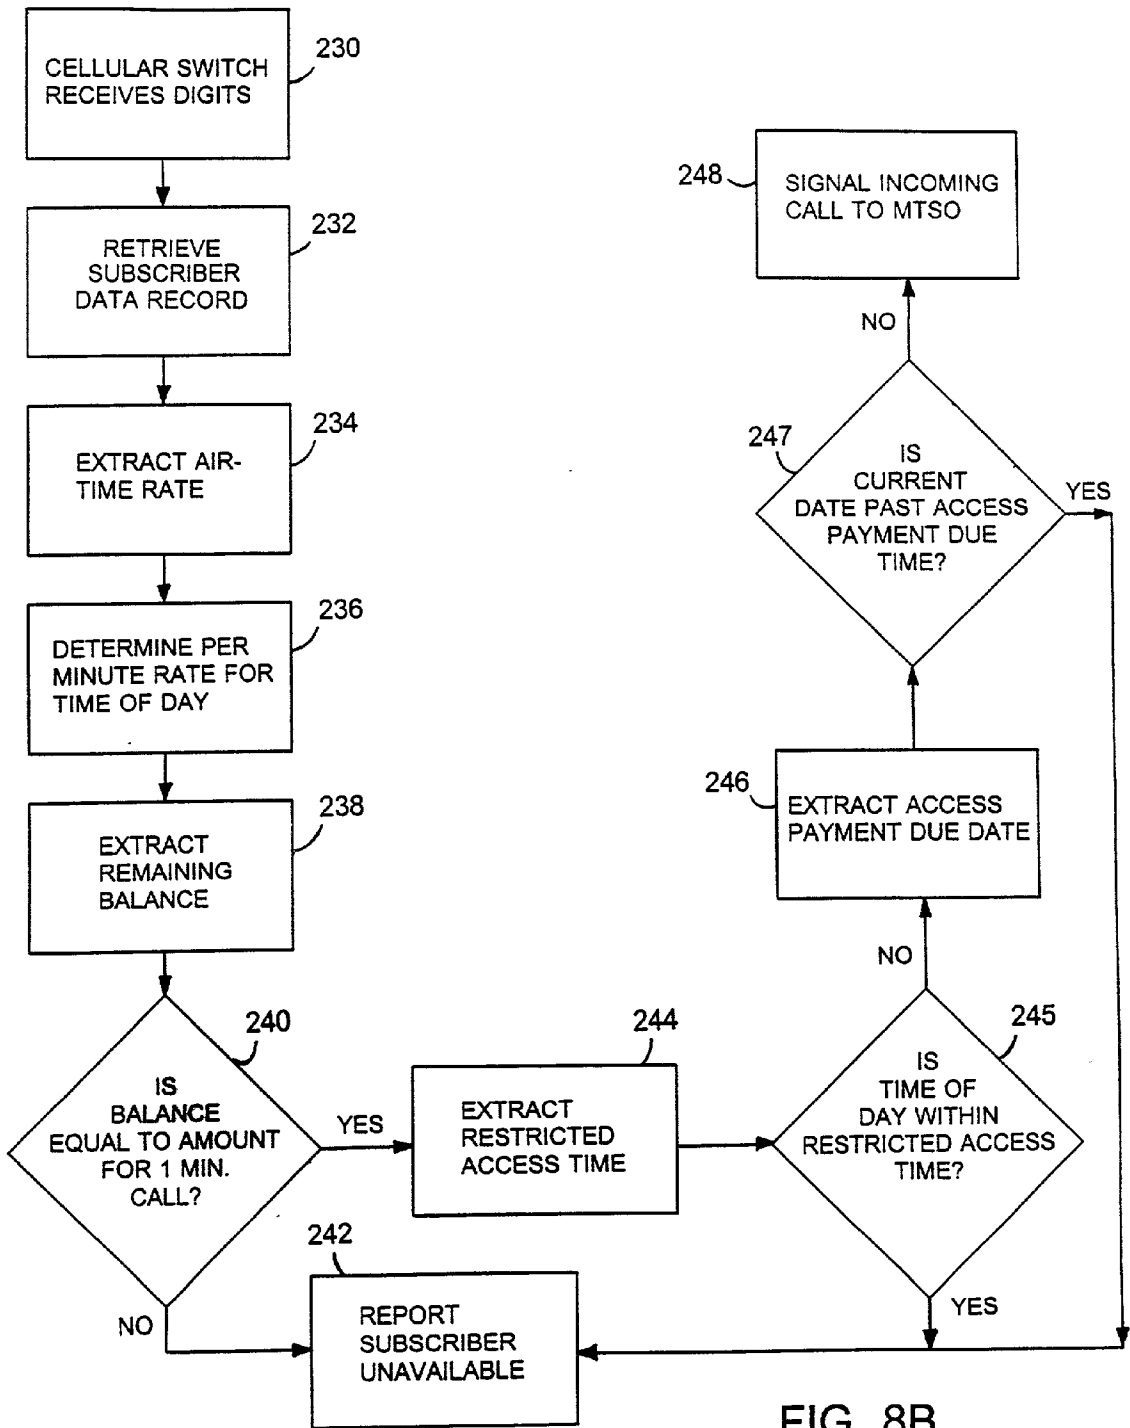 CELLULAR SWITCH
RECEIVES DIGITS
230
RETRIEVE
SUBSCRIBER
DATA RECORD
232
EXTRACT AIR-
TIME RATE
234
DETERMINE PER
MINUTE RATE FOR
TIME OF DAY
236
EXTRACT
REMAINING
BALANCE
238
IS
BALANCE
EQUAL TO AMOUNT
FOR 1 MIN.
CALL?
240
YES
NO
242
REPORT
SUBSCRIBER
UNAVAILABLE
244
EXTRACT
RESTRICTED
ACCESS TIME
245
IS
TIME OF
DAY WITHIN
RESTRICTED ACCESS
TIME?
YES
NO
246
EXTRACT ACCESS
PAYMENT DUE DATE
247
IS
CURRENT
DATE PAST ACCESS
PAYMENT DUE
TIME?
YES
NO
248
SIGNAL INCOMING
CALL TO MTSO
FIG. 8B